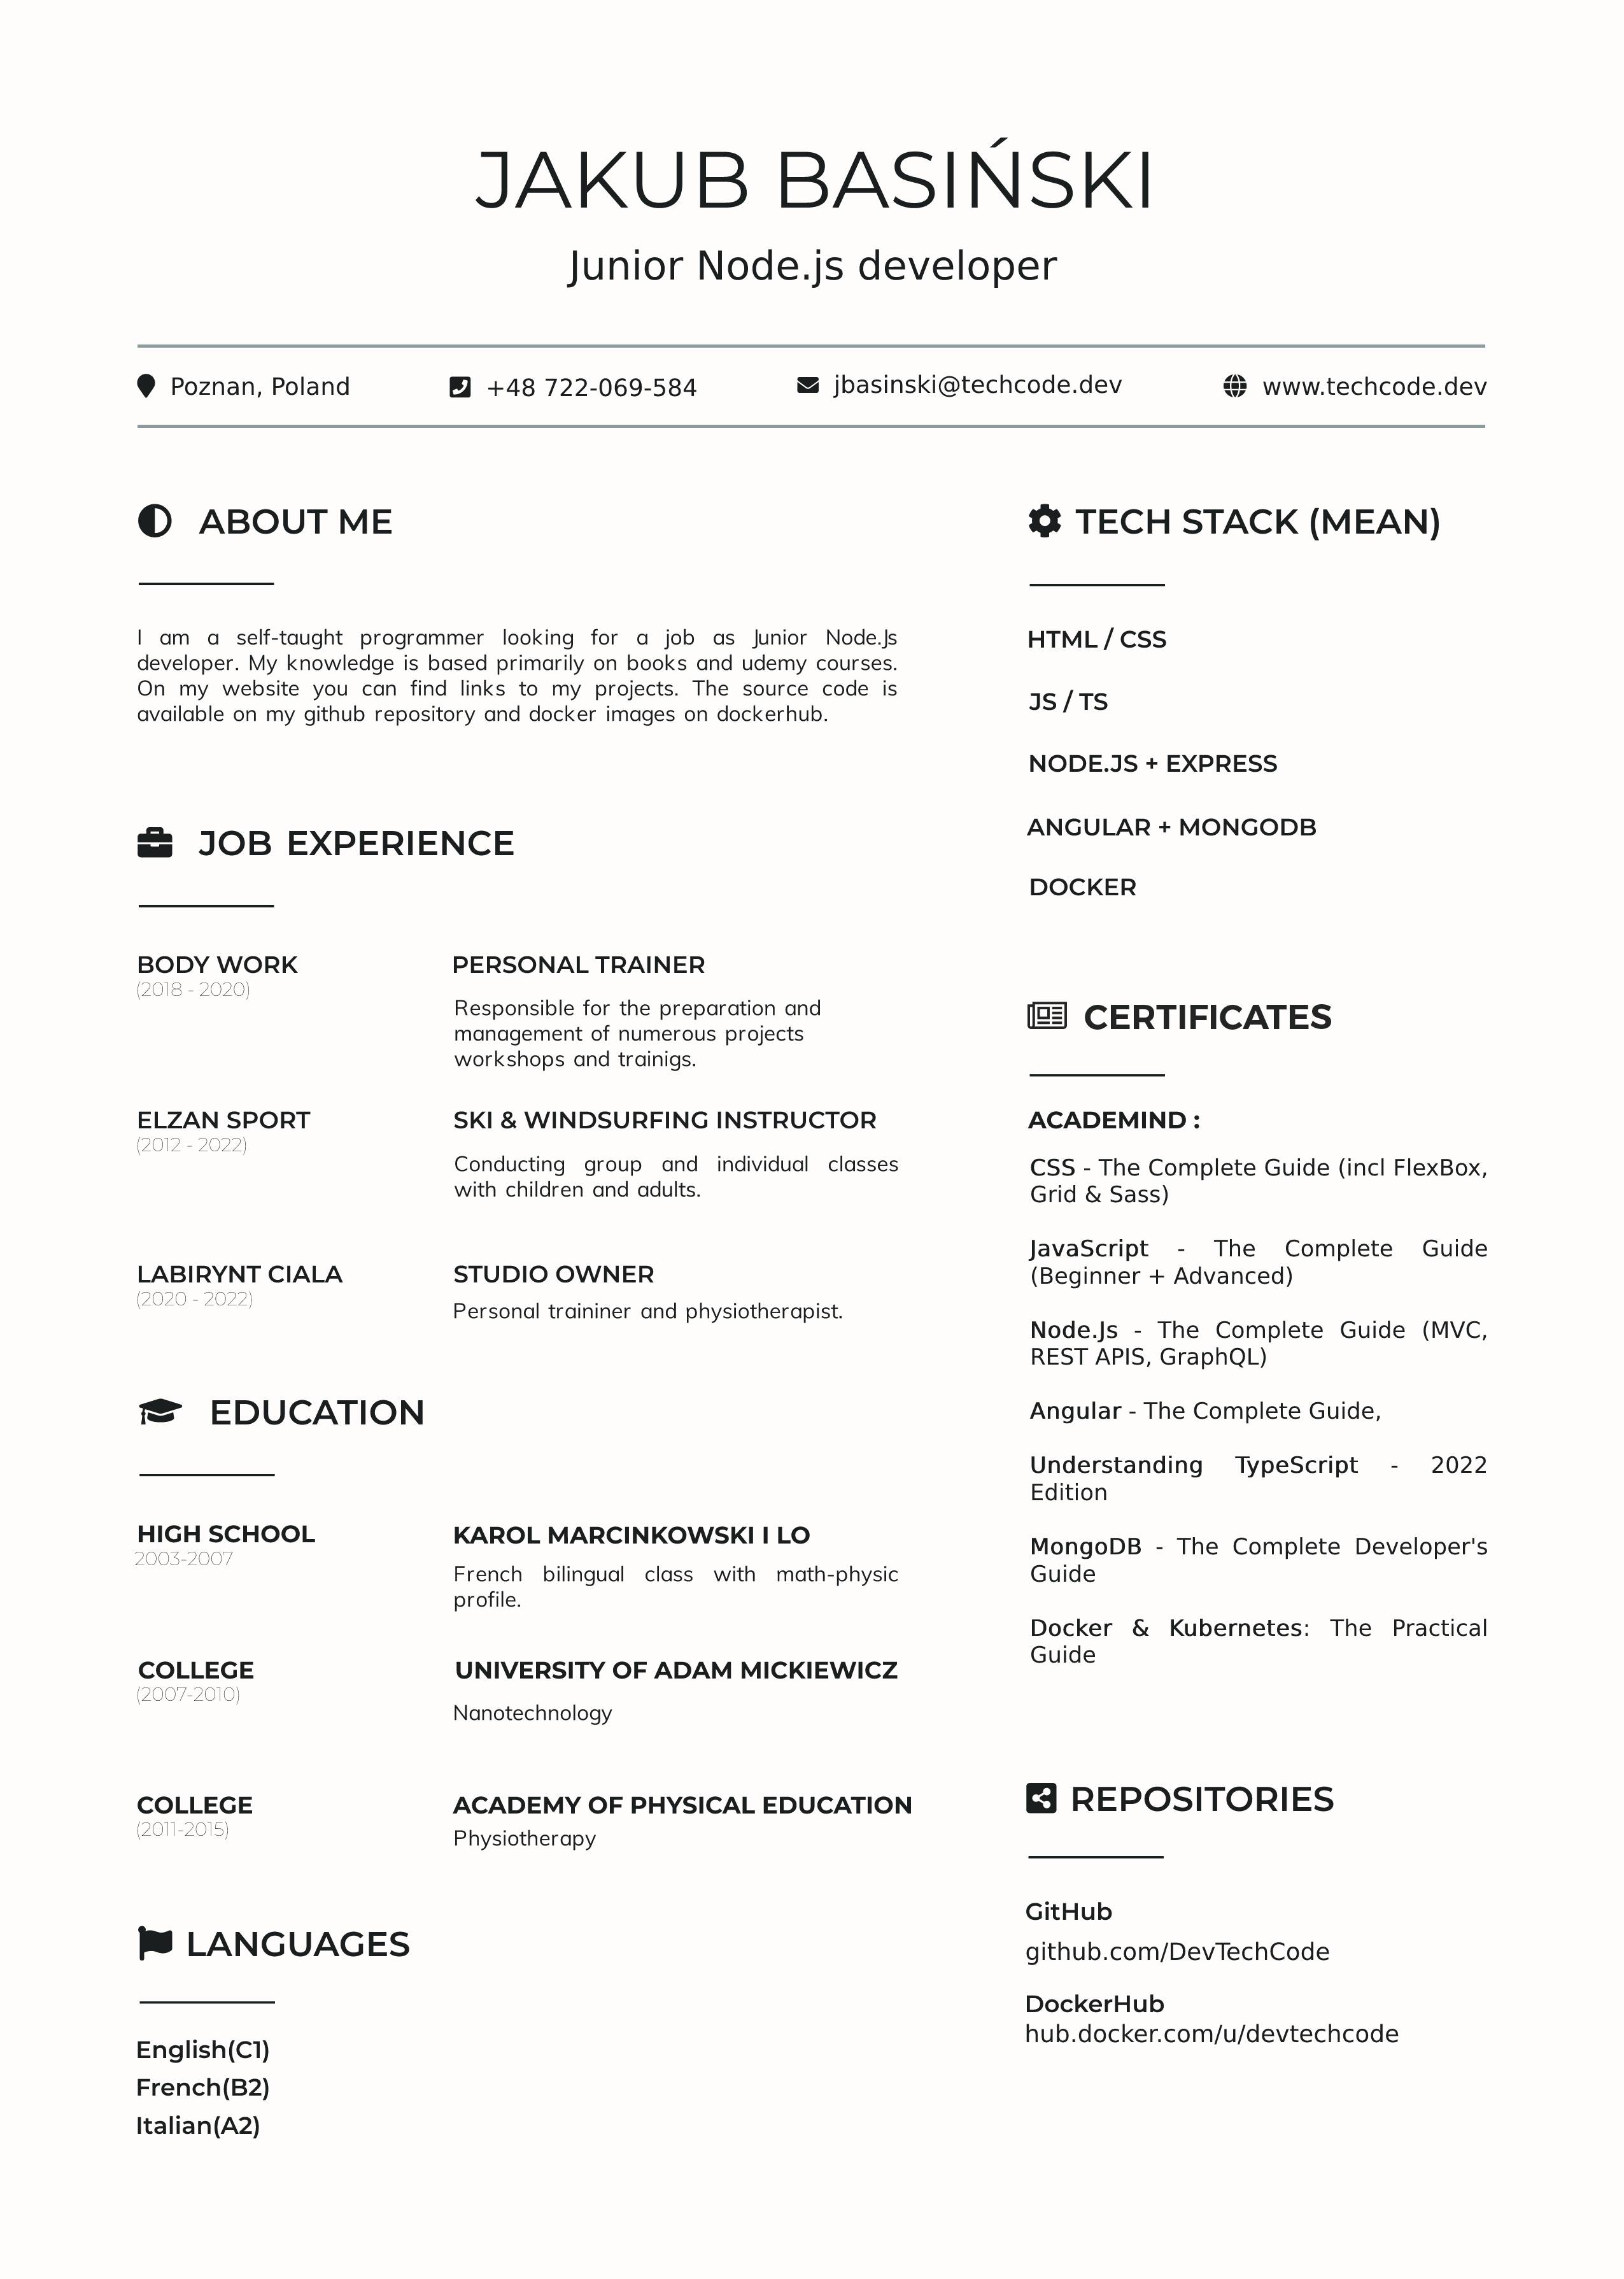 JAKUB BASIŃSKI
Junior Node.js developer
Poznan, Poland
+48 722-069-584
jbasinski@techcode.dev
www.techcode.dev
ABOUT ME
I am a self-taught programmer looking for a job as Junior Node.Js
developer. My knowledge is based primarily on books and udemy courses.
On my website you can find links to my projects. The source code is
available on my github repository and docker images on dockerhub.
JOB EXPERIENCE
BODY WORK
(2018 - 2020)
PERSONAL TRAINER
Responsible for the preparation and
management of numerous projects
workshops and trainigs.
ELZAN SPORT
(2012 - 2022)
SKI & WINDSURFING INSTRUCTOR
Conducting group and individual classes
with children and adults.
LABIRYNT CIALA
(2020 - 2022)
STUDIO OWNER
Personal traininer and physiotherapist.
EDUCATION
HIGH SCHOOL
2003-2007
KAROL MARCINKOWSKI I LO
French bilingual class with math-physic
profile.
COLLEGE
(2007-2010)
UNIVERSITY OF ADAM MICKIEWICZ
Nanotechnology
COLLEGE
(2011-2015)
ACADEMY OF PHYSICAL EDUCATION
Physiotherapy
LANGUAGES
English(C1)
French(B2)
Italian(A2)
TECH STACK (MEAN)
HTML / CSS
JS / TS
NODE.JS + EXPRESS
ANGULAR + MONGODB
DOCKER
CERTIFICATES
ACADEMIND :
CSS - The Complete Guide (incl FlexBox,
Grid & Sass)
JavaScript - The Complete Guide
(Beginner + Advanced)
Node.Js - The Complete Guide (MVC,
REST APIS, GraphQL)
Angular - The Complete Guide,
Understanding TypeScript - 2022
Edition
MongoDB - The Complete Developer's
Guide
Docker & Kubernetes: The Practical
Guide
REPOSITORIES
GitHub
github.com/DevTechCode
DockerHub
hub.docker.com/u/devtechcode